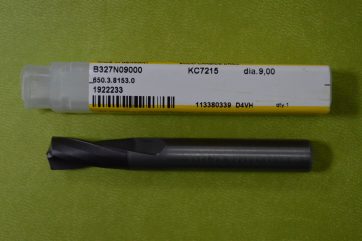 B327N09000 KC7215 dia.9,00
650.3.8153.0
1922233
113380339 D4VH qty.1